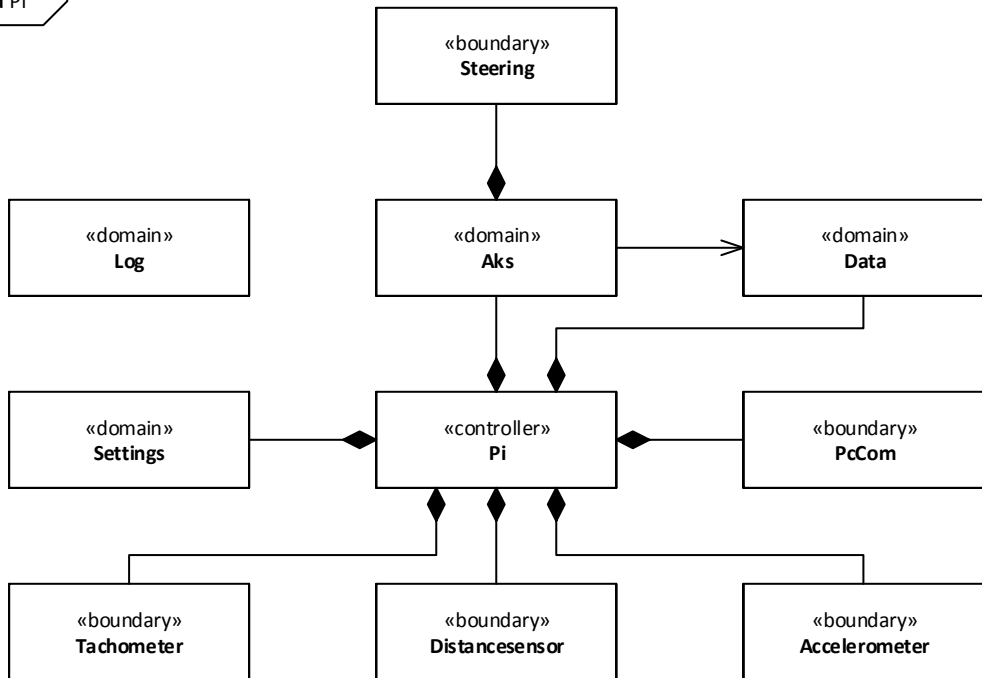 Pi
«boundary»
Steering
«domain»
Log
«domain»
Aks
«domain»
Data
«domain»
Settings
«controller»
Pi
«boundary»
PcCom
«boundary»
Tachometer
«boundary»
Distancesensor
«boundary»
Accelerometer